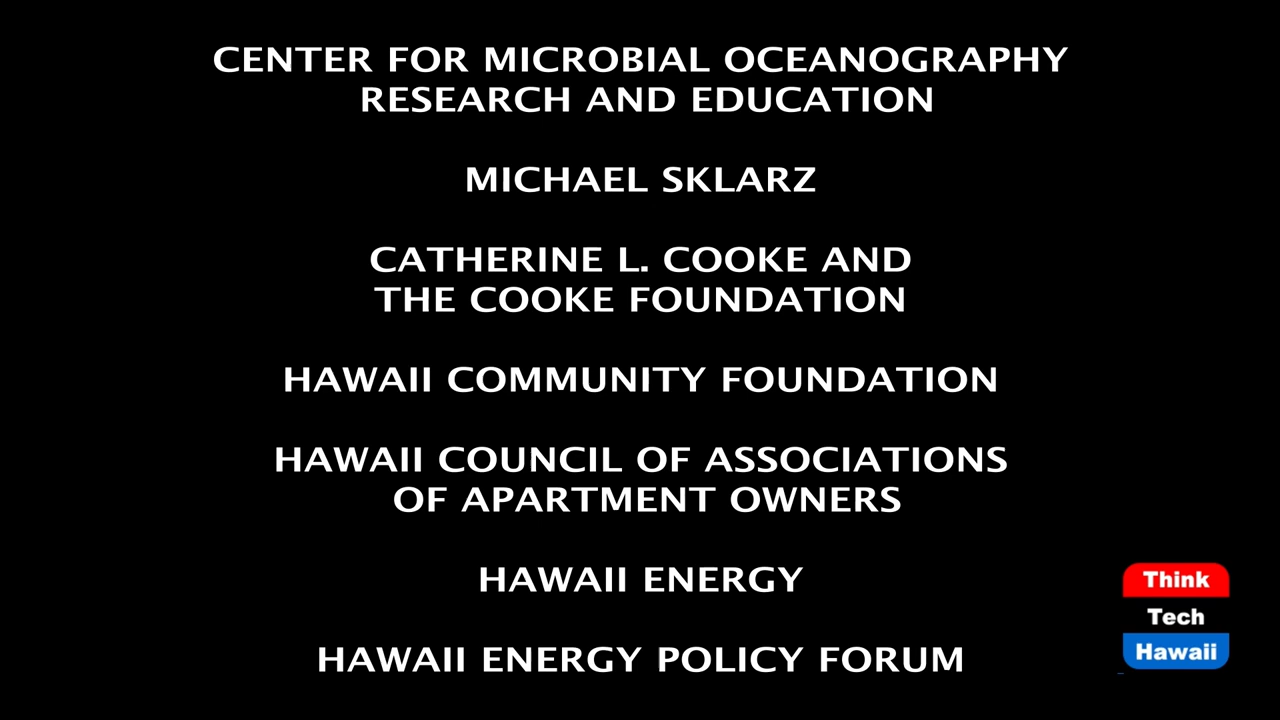 CENTER FOR MICROBIAL OCEANOGRAPHY
RESEARCH AND EDUCATION
MICHAEL SKLARZ
CATHERINE L. COOKE AND
THE COOKE FOUNDATION
HAWAII COMMUNITY FOUNDATION
HAWAII COUNCIL OF ASSOCIATIONS
OF APARTMENT OWNERS
HAWAII ENERGY
HAWAII ENERGY POLICY FORUM
Think
Tech
Hawaii